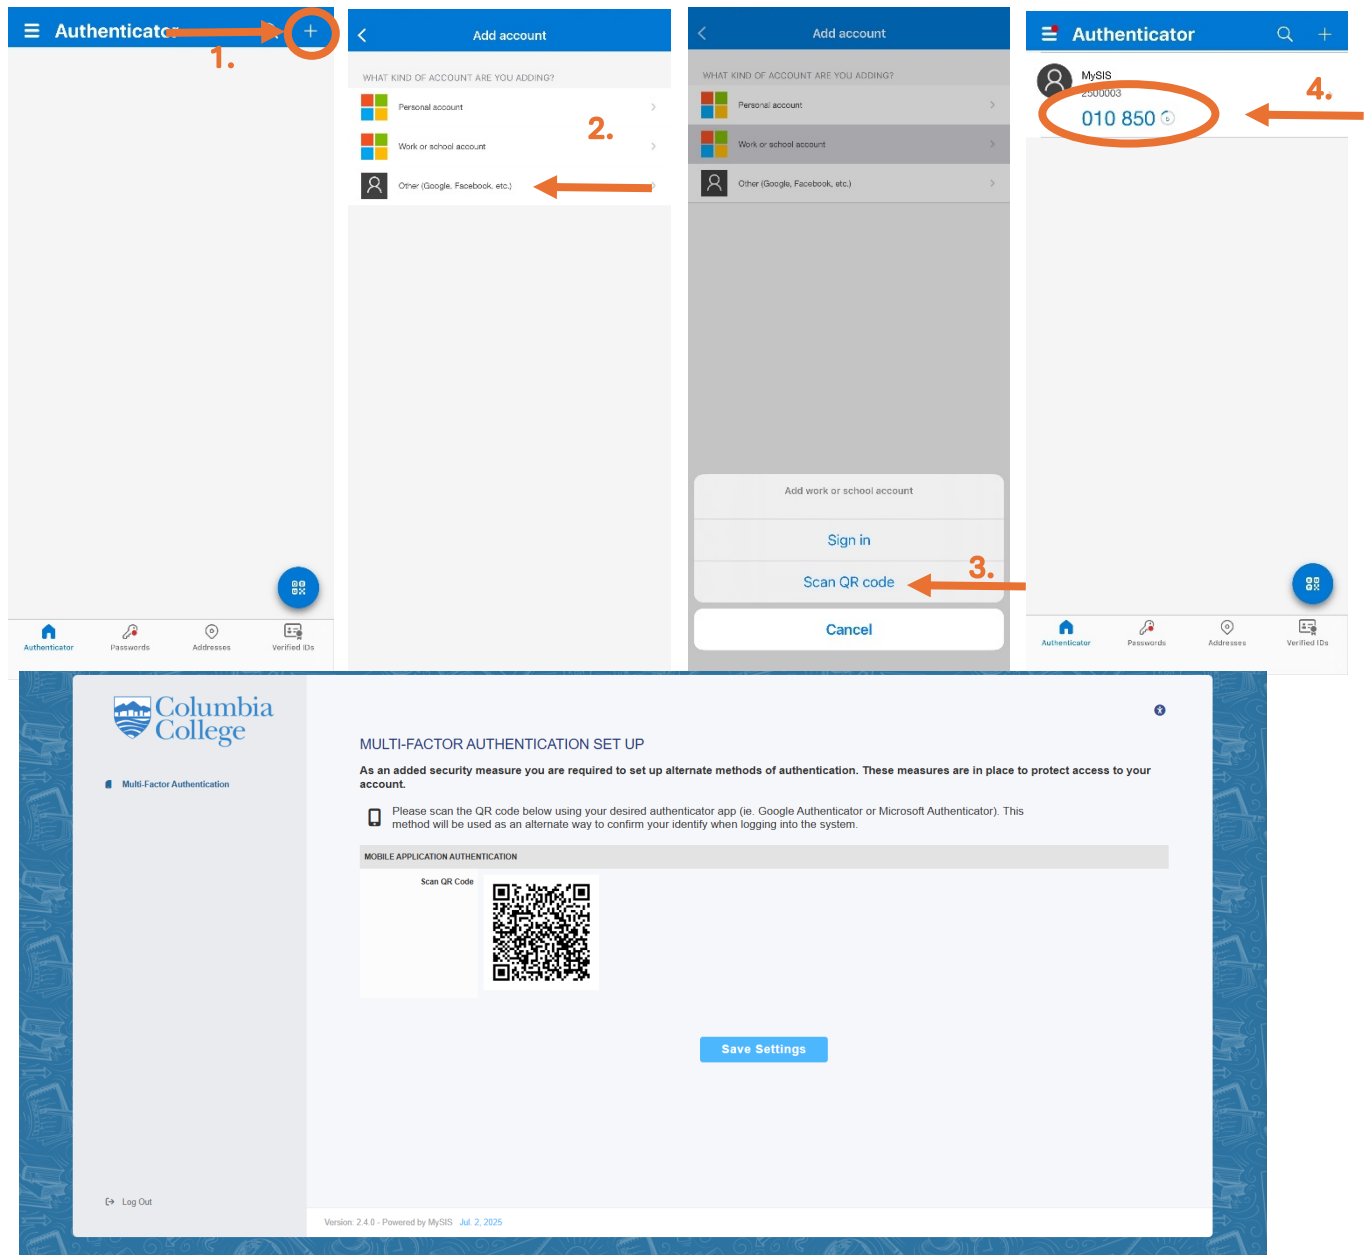 Authenticator
1.
Authenticator
Passwords
Addresses
Verified IDs
Add account
WHAT KIND OF ACCOUNT ARE YOU ADDING?
Personal account
2.
Work or school account
Other (Google, Facebook, etc.)
Add account
WHAT KIND OF ACCOUNT ARE YOU ADDING?
Personal account
Work or school account
Other (Google, Facebook, etc.)
Add work or school account
Sign in
3.
Scan QR code
Cancel
Authenticator
MySIS
2500003
4.
010 850 5
Authenticator
Passwords
Addresses
Verified IDs
Columbia
College
Multi-Factor Authentication
MULTI-FACTOR AUTHENTICATION SET UP
As an added security measure you are required to set up alternate methods of authentication. These measures are in place to protect access to your
account.
Please scan the QR code below using your desired authenticator app (ie. Google Authenticator or Microsoft Authenticator). This
method will be used as an alternate way to confirm your identify when logging into the system.
MOBILE APPLICATION AUTHENTICATION
Scan QR Code
Save Settings
Log Out
Version: 2.4.0 - Powered by MySIS Jul. 2, 2025